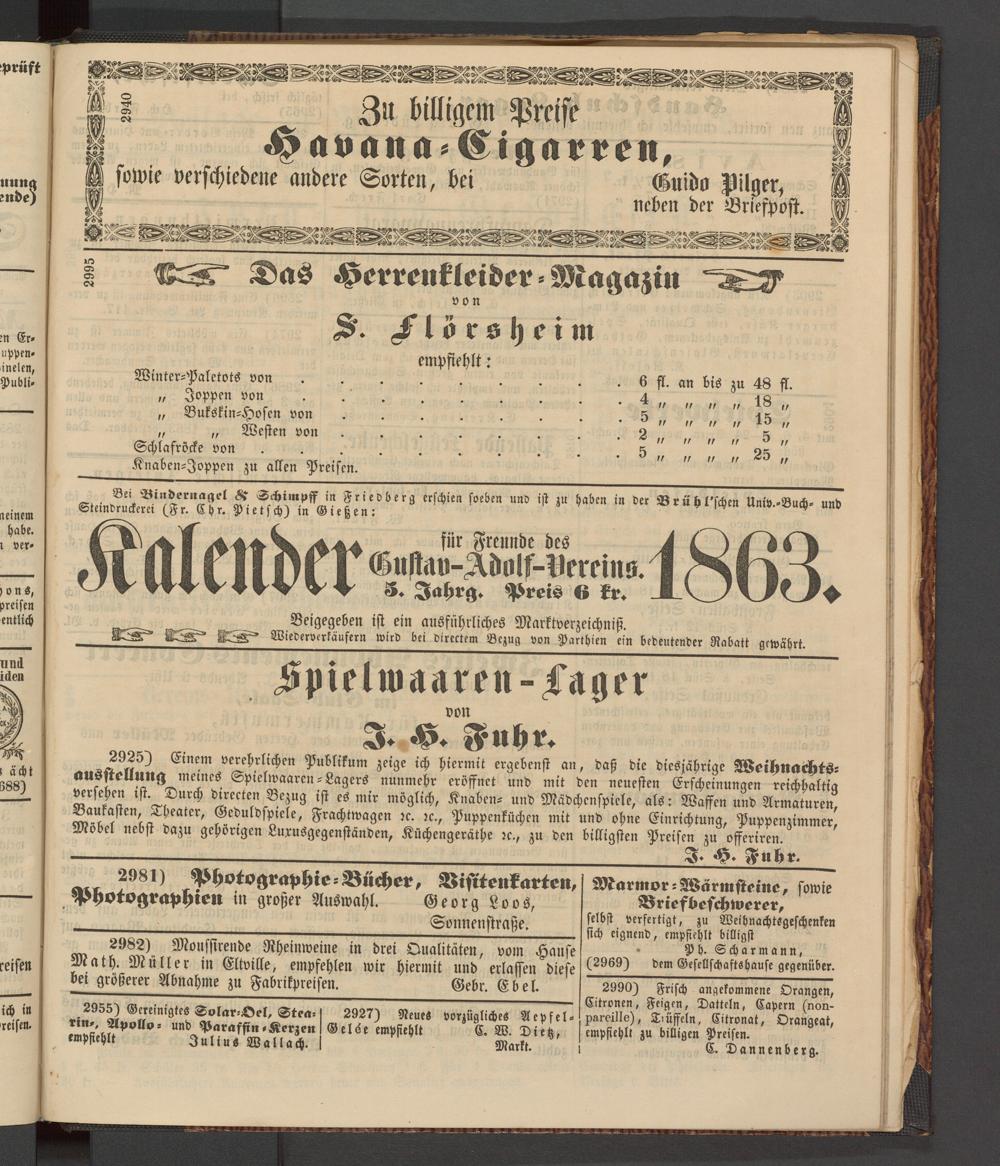 2940
Zu billigem Preise
Havana-Cigarren,
sowie verschiedene andere Sorten, bei
Guido Pilger,
neben der Briefpost.
2995
Das Herrenkleider-Magazin
von
S. Flörsheim
empfiehlt:
Winter-Paletots von . . . . . . . . . 6 fl. an bis zu 48 fl.
„ Joppen von . . . . . . . . . 4 „ „ „ „ 18 „
„ Bukskin-Hosen von . . . . . . . . 5 „ „ „ „ 15 „
„ „ Westen von . . . . . . . . 2 „ „ „ „ 5 „
Schlafröcke von . . . . . . . . . . 5 „ „ „ „ 25 „
Knaben-Joppen zu allen Preisen.
Bei Bindernagel & Schimpff in Friedberg erschien soeben und ist zu haben in der Brühl'schen Univ.-Buch- und
Steindruckerei (Fr. Chr. Pietsch) in Gießen:
Kalender für Freunde des
Gustav-Adolf-Vereins. 1863.
5. Jahrg. Preis 6 kr.
Beigegeben ist ein ausführliches Marktverzeichniß.
Wiederverkäufern wird bei directem Bezug von Parthien ein bedeutender Rabatt gewährt.
Spielwaaren-Lager
von
J. H. Fuhr.
2925) Einem verehrlichen Publikum zeige ich hiermit ergebenst an, daß die diesjährige Weihnachts-
ausstellung meines Spielwaaren-Lagers nunmehr eröffnet und mit den neuesten Erscheinungen reichhaltig
versehen ist. Durch directen Bezug ist es mir möglich, Knaben- und Mädchenspiele, als: Waffen und Armaturen,
Baukasten, Theater, Geduldspiele, Frachtwagen ꝛc. ꝛc., Puppenküchen mit und ohne Einrichtung, Puppenzimmer,
Möbel nebst dazu gehörigen Luxusgegenständen, Küchengeräthe ꝛc., zu den billigsten Preisen zu offeriren.
J. H. Fuhr.
2981) Photographie-Bücher, Visitenkarten,
Photographien in großer Auswahl. Georg Loos,
Sonnenstraße.
2982) Moussirende Rheinweine in drei Qualitäten, vom Hause
Math. Müller in Eltville, empfehlen wir hiermit und erlassen diese
bei größerer Abnahme zu Fabrikpreisen. Gebr. Ebel.
2955) Gereinigtes Solar-Oel, Stea-
rin-, Apollo- und Paraffin-Kerzen
empfiehlt Julius Wallach.
2927) Neues vorzügliches Aepfel-
Gelée empfiehlt C. W. Dietz,
Markt.
Marmor-Wärmsteine, sowie
Briefbeschwerer,
selbst verfertigt, zu Weihnachtsgeschenken
sich eignend, empfiehlt billigst
Ph. Scharmann,
(2969) dem Gesellschaftshause gegenüber.
2990) Frisch angekommene Orangen,
Citronen, Feigen, Datteln, Capern (non-
pareille), Trüffeln, Citronat, Orangeat,
empfiehlt zu billigen Preisen.
C. Dannenberg.